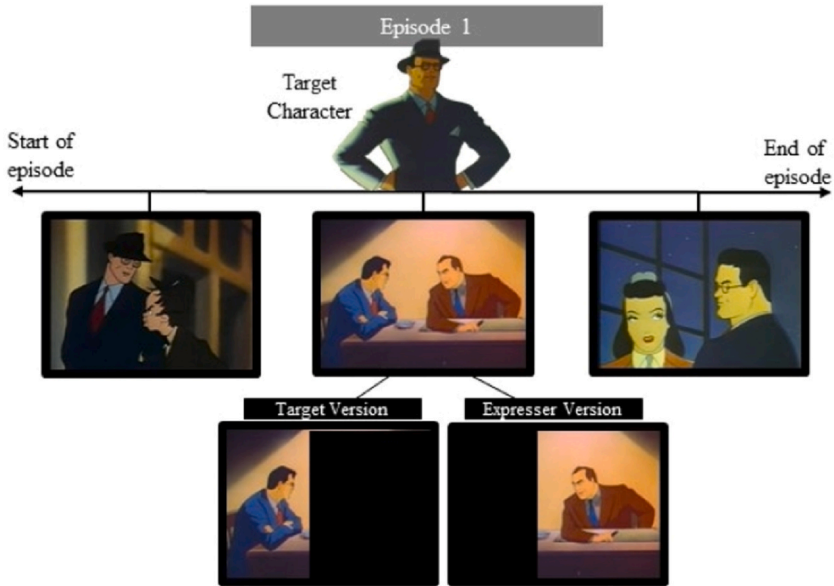 Episode 1
Target
Character
Start of
episode
End of
episode
Target Version
Expresser Version